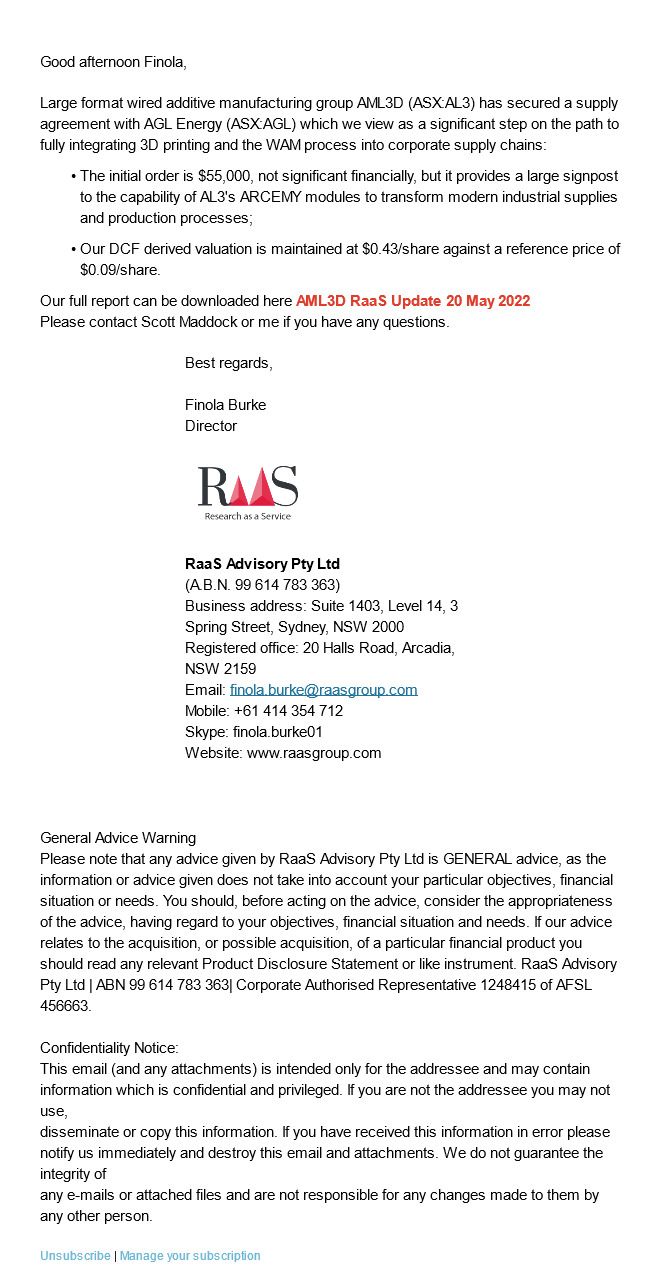 Good afternoon Finola,
Large format wired additive manufacturing group AML3D (ASX:AL3) has secured a supply
agreement with AGL Energy (ASX:AGL) which we view as a significant step on the path to
fully integrating 3D printing and the WAM process into corporate supply chains:
• The initial order is $55,000, not significant financially, but it provides a large signpost
to the capability of AL3's ARCEMY modules to transform modern industrial supplies
and production processes;
• Our DCF derived valuation is maintained at $0.43/share against a reference price of
$0.09/share.
Our full report can be downloaded here AML3D RaaS Update 20 May 2022
Please contact Scott Maddock or me if you have any questions.
Best regards,
Finola Burke
Director
RAAS
Research as a Service
RaaS Advisory Pty Ltd
(A.B.N. 99 614 783 363)
Business address: Suite 1403, Level 14, 3
Spring Street, Sydney, NSW 2000
Registered office: 20 Halls Road, Arcadia,
NSW 2159
Email: finola.burke@raasgroup.com
Mobile: +61 414 354 712
Skype: finola.burke01
Website: www.raasgroup.com
General Advice Warning
Please note that any advice given by RaaS Advisory Pty Ltd is GENERAL advice, as the
information or advice given does not take into account your particular objectives, financial
situation or needs. You should, before acting on the advice, consider the appropriateness
of the advice, having regard to your objectives, financial situation and needs. If our advice
relates to the acquisition, or possible acquisition, of a particular financial product you
should read any relevant Product Disclosure Statement or like instrument. RaaS Advisory
Pty Ltd | ABN 99 614 783 363| Corporate Authorised Representative 1248415 of AFSL
456663.
Confidentiality Notice:
This email (and any attachments) is intended only for the addressee and may contain
information which is confidential and privileged. If you are not the addressee you may not
use,
disseminate or copy this information. If you have received this information in error please
notify us immediately and destroy this email and attachments. We do not guarantee the
integrity of
any e-mails or attached files and are not responsible for any changes made to them by
any other person.
Unsubscribe | Manage your subscription